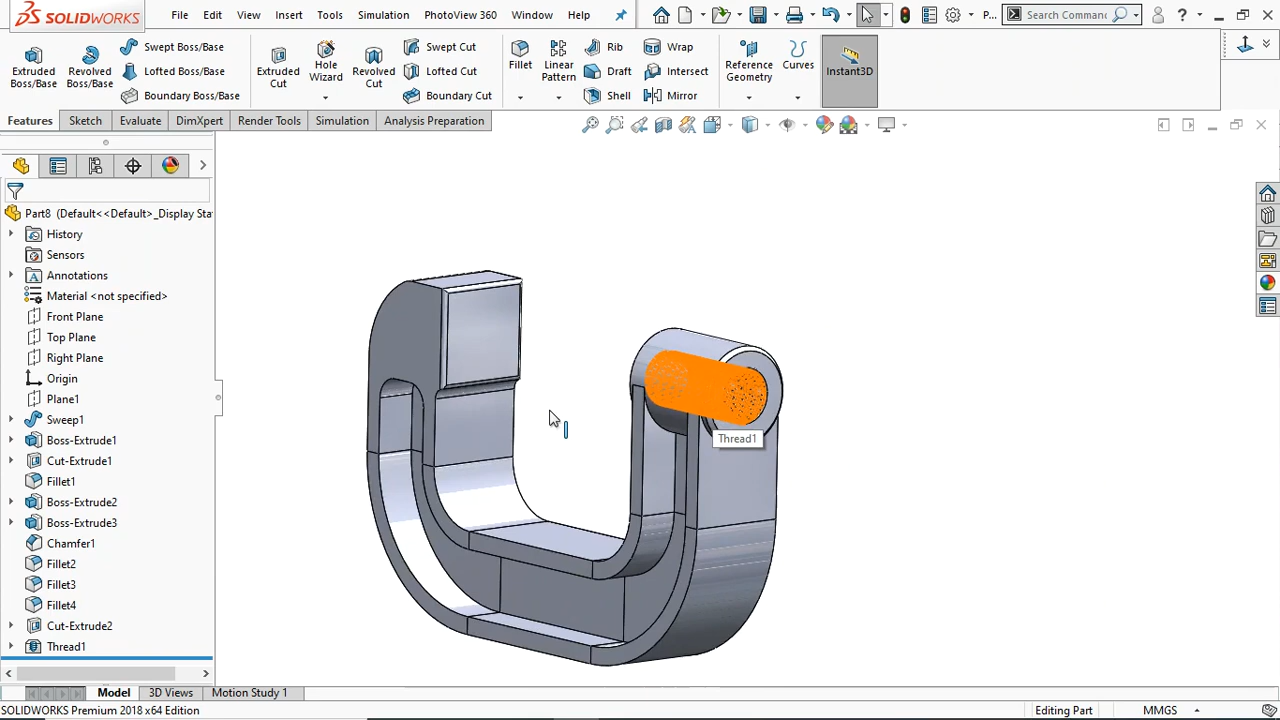 SOLIDWORKS File Edit View Insert Tools Simulation PhotoView 360 Window Help P... Search Commanc ?
Extruded Boss/Base Revolved Boss/Base Swept Boss/Base Lofted Boss/Base Boundary Boss/Base Extruded Cut Hole Wizard Revolved Cut Swept Cut Lofted Cut Boundary Cut Fillet Linear Pattern Rib Draft Shell Wrap Intersect Mirror Reference Geometry Curves Instant3D
Features Sketch Evaluate DimXpert Render Tools Simulation Analysis Preparation
Part8 (Default<<Default>_Display Sta
History
Sensors
Annotations
Material <not specified>
Front Plane
Top Plane
Right Plane
Origin
Plane1
Sweep1
Boss-Extrude1
Cut-Extrude1
Fillet1
Boss-Extrude2
Boss-Extrude3
Chamfer1
Fillet2
Fillet3
Fillet4
Cut-Extrude2
Thread1
Thread1
Model 3D Views Motion Study 1
SOLIDWORKS Premium 2018 x64 Edition Editing Part MMGS